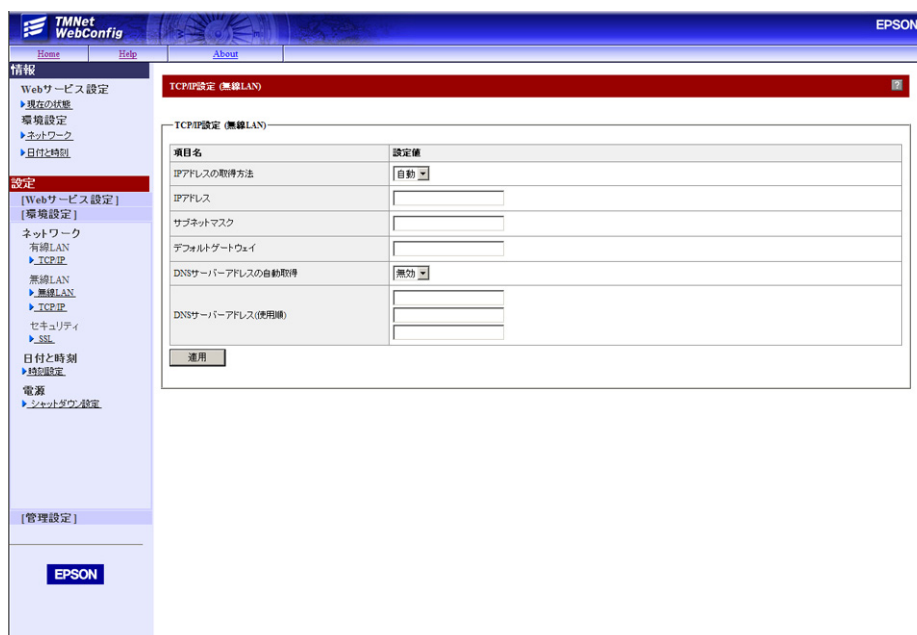 TMNet
WebConfig
EPSON
Home Help About
情報
Webサービス設定
現在の状態
環境設定
ネットワーク
日付と時刻
設定
[Webサービス設定]
[環境設定]
ネットワーク
有線LAN
TCP/IP
無線LAN
無線LAN
TCP/IP
セキュリティ
SSL
日付と時刻
時刻設定
電源
シャットダウン設定
[管理設定]
EPSON
TCP/IP設定 (無線LAN)
?
TCP/IP設定 (無線LAN)
項目名 設定値
IPアドレスの取得方法 自動
IPアドレス
サブネットマスク
デフォルトゲートウェイ
DNSサーバーアドレスの自動取得 無効
DNSサーバーアドレス(使用順)
適用